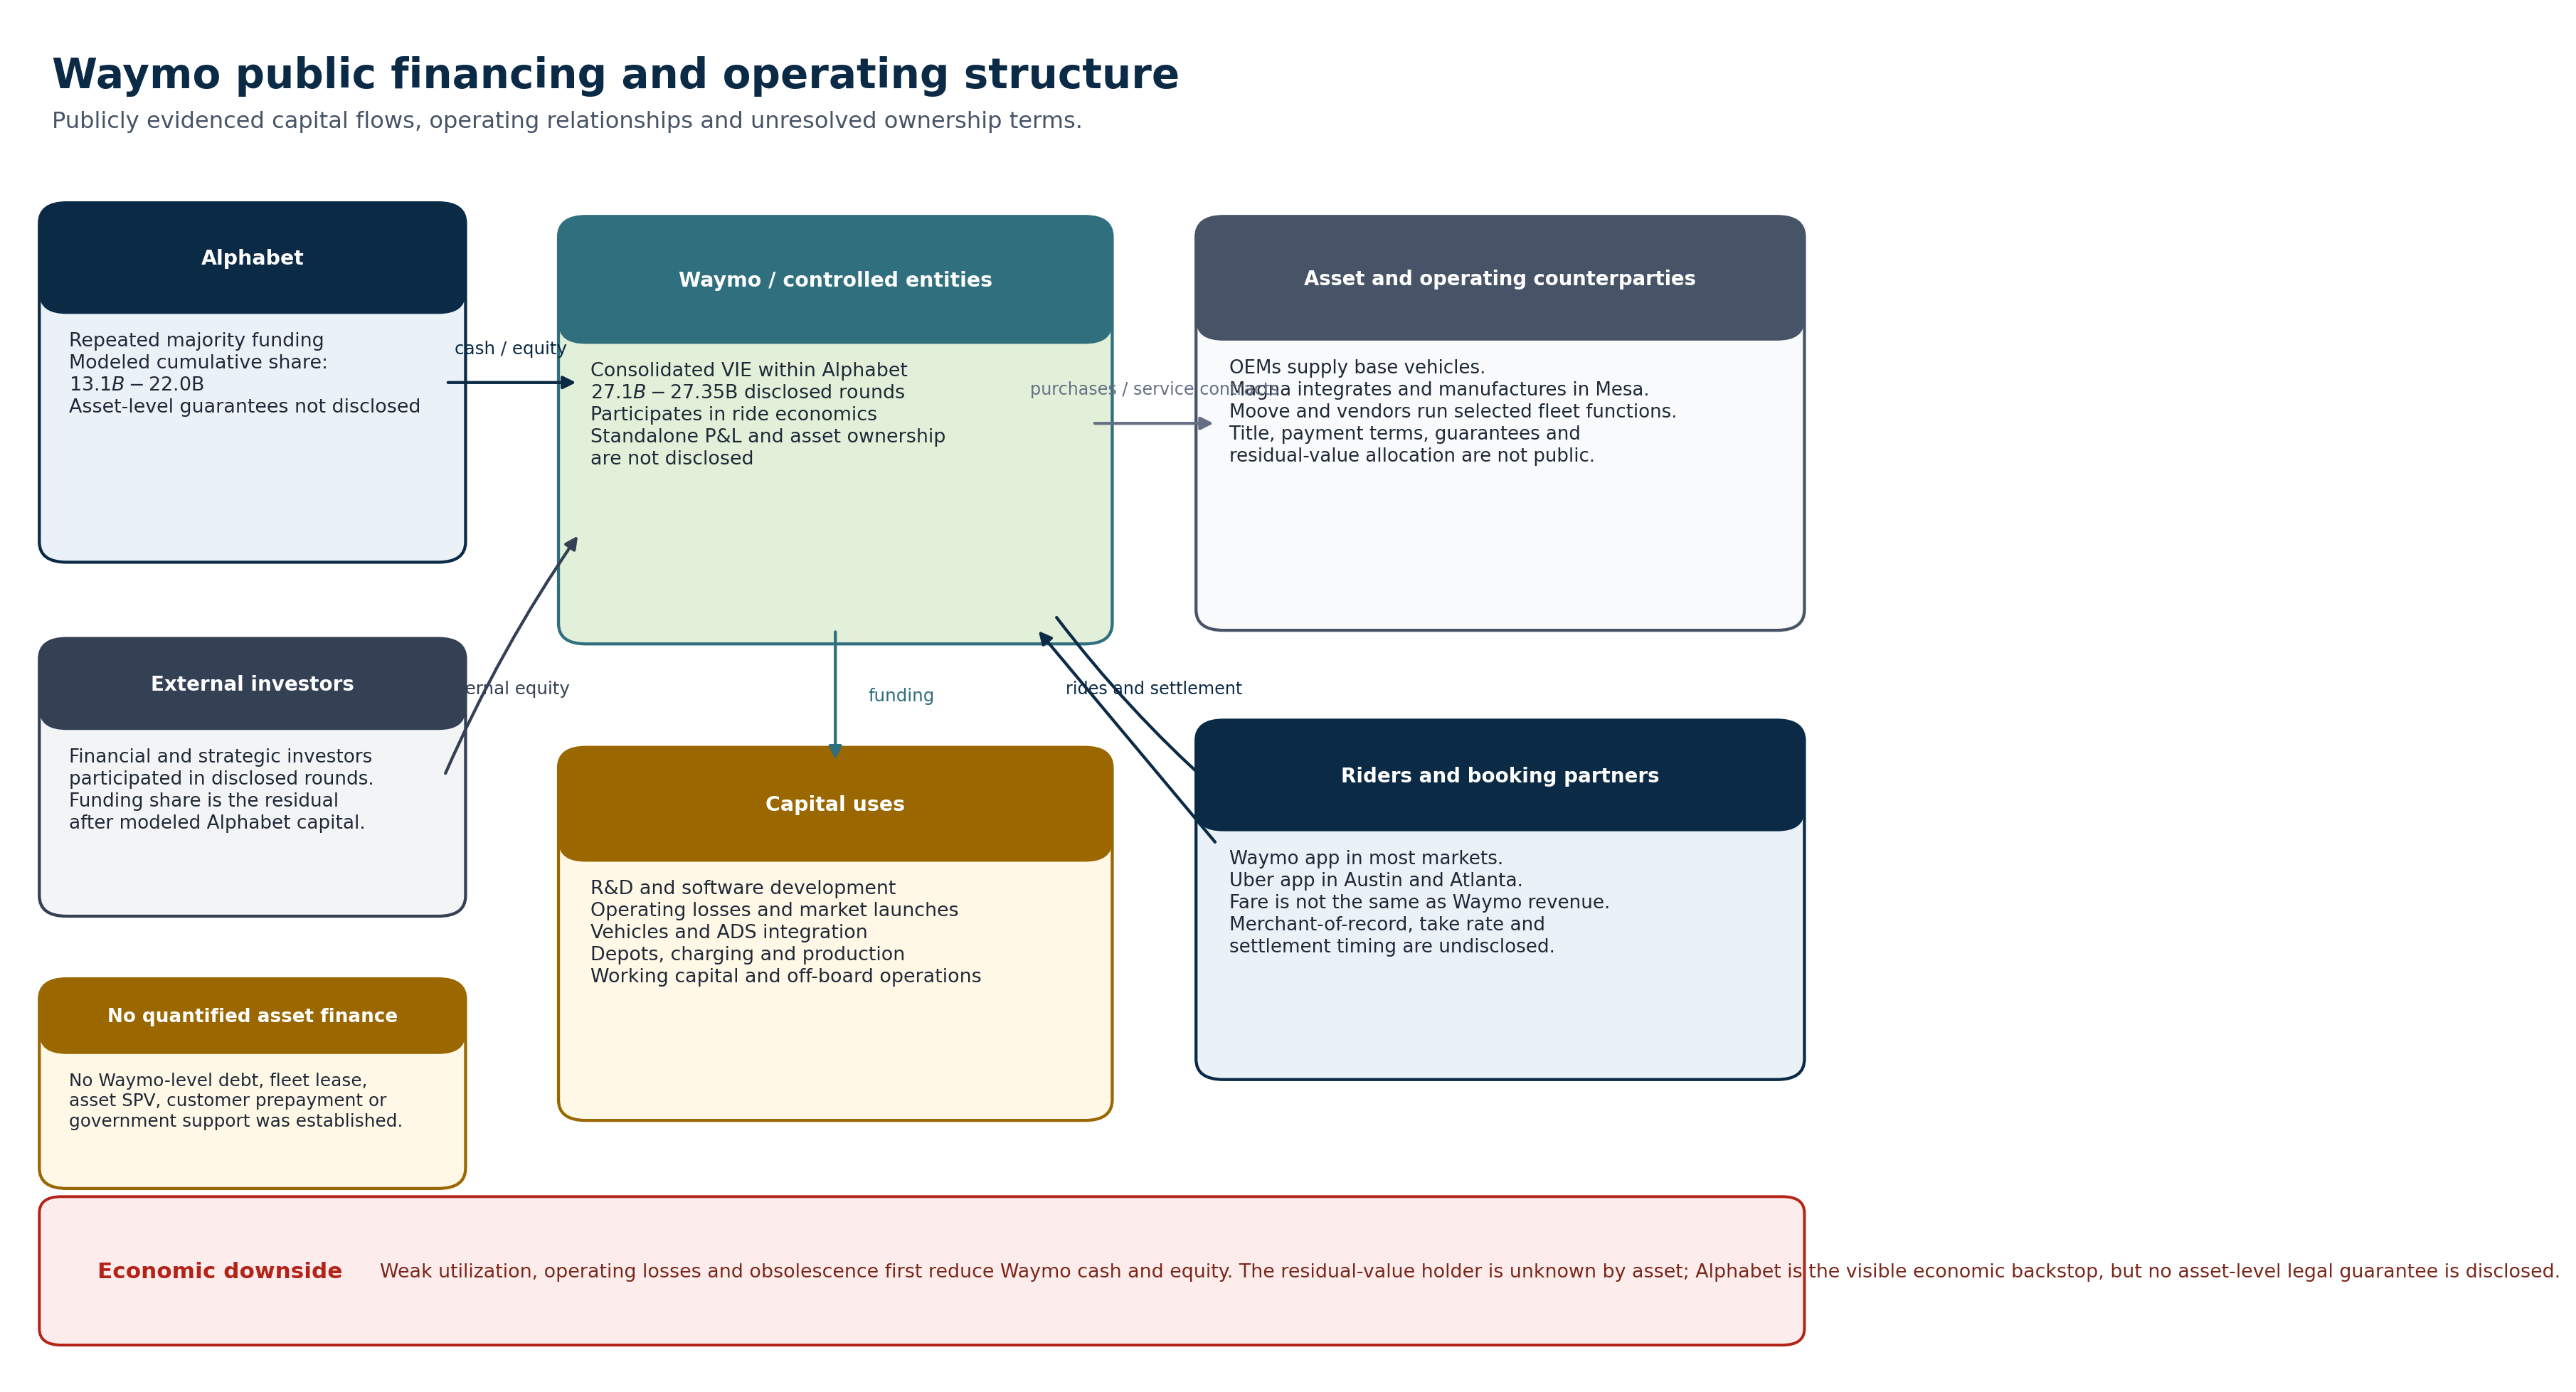 Waymo public financing and operating structure
Publicly evidenced capital flows, operating relationships and unresolved ownership terms.
Alphabet
Repeated majority funding
Modeled cumulative share:
13.1B − 22.0B
Asset-level guarantees not disclosed
cash / equity
Waymo / controlled entities
Consolidated VIE within Alphabet
27.1B − 27.35B disclosed rounds
Participates in ride economics
Standalone P&L and asset ownership
are not disclosed
purchases / service contracts
Asset and operating counterparties
OEMs supply base vehicles.
Magna integrates and manufactures in Mesa.
Moove and vendors run selected fleet functions.
Title, payment terms, guarantees and
residual-value allocation are not public.
External investors
Financial and strategic investors
participated in disclosed rounds.
Funding share is the residual
after modeled Alphabet capital.
ernal equity
funding
rides and settlement
Capital uses
R&D and software development
Operating losses and market launches
Vehicles and ADS integration
Depots, charging and production
Working capital and off-board operations
Riders and booking partners
Waymo app in most markets.
Uber app in Austin and Atlanta.
Fare is not the same as Waymo revenue.
Merchant-of-record, take rate and
settlement timing are undisclosed.
No quantified asset finance
No Waymo-level debt, fleet lease,
asset SPV, customer prepayment or
government support was established.
Economic downside
Weak utilization, operating losses and obsolescence first reduce Waymo cash and equity. The residual-value holder is unknown by asset; Alphabet is the visible economic backstop, but no asset-level legal guarantee is disclosed.